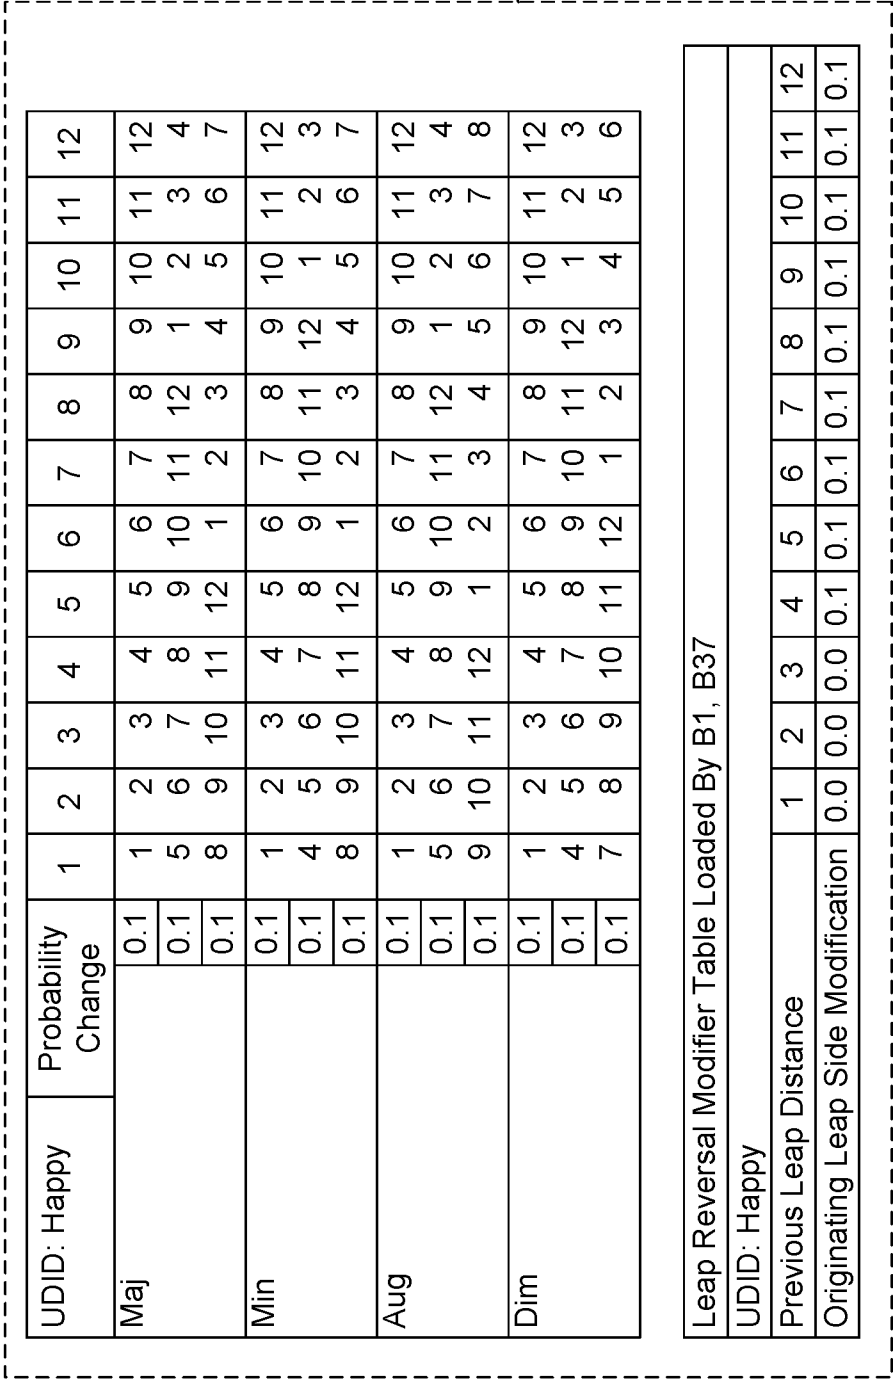 UDID: Happy Probability Change 1 2 3 4 5 6 7 8 9 10 11 12
Maj 0.1 1 2 3 4 5 6 7 8 9 10 11 12
0.1 5 6 7 8 9 10 11 12 1 2 3 4
0.1 8 9 10 11 12 1 2 3 4 5 6 7
Min 0.1 1 2 3 4 5 6 7 8 9 10 11 12
0.1 4 5 6 7 8 9 10 11 12 1 2 3
0.1 8 9 10 11 12 1 2 3 4 5 6 7
Aug 0.1 1 2 3 4 5 6 7 8 9 10 11 12
0.1 5 6 7 8 9 10 11 12 1 2 3 4
0.1 9 10 11 12 1 2 3 4 5 6 7 8
Dim 0.1 1 2 3 4 5 6 7 8 9 10 11 12
0.1 4 5 6 7 8 9 10 11 12 1 2 3
0.1 7 8 9 10 11 12 1 2 3 4 5 6
Leap Reversal Modifier Table Loaded By B1, B37
UDID: Happy
Previous Leap Distance 1 2 3 4 5 6 7 8 9 10 11 12
Originating Leap Side Modification 0.0 0.0 0.0 0.1 0.1 0.1 0.1 0.1 0.1 0.1 0.1 0.1